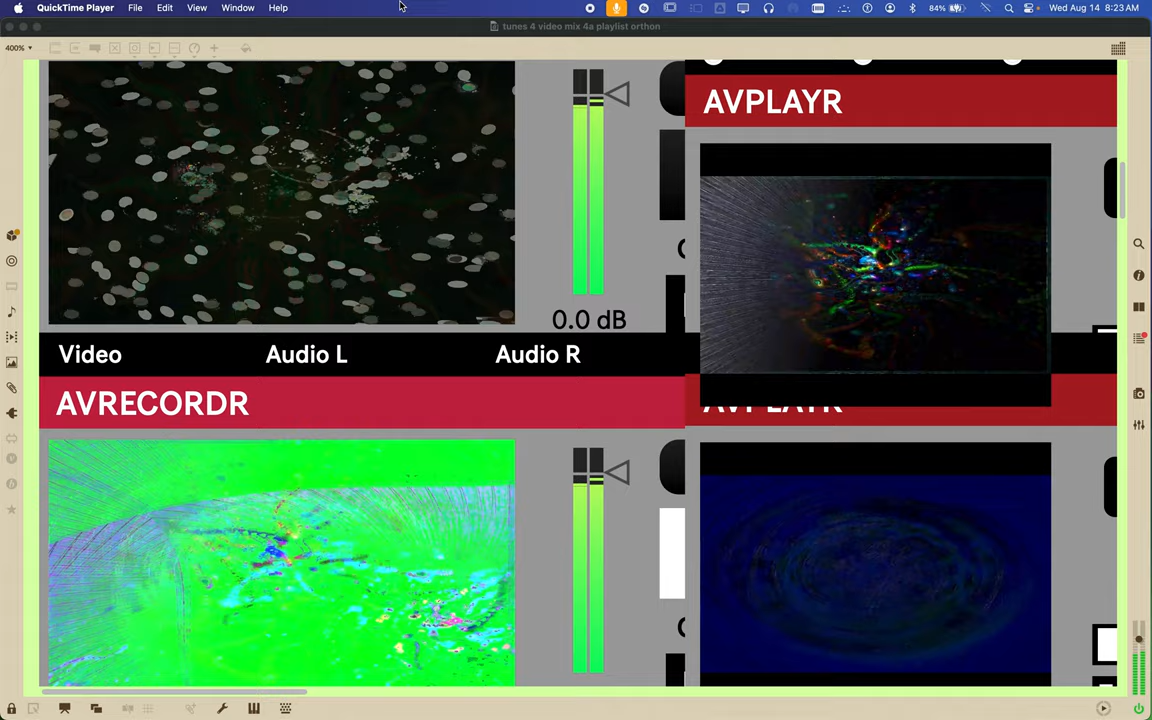 QuickTime Player File Edit View Window Help 84% Wed Aug 14 8:23 AM
tunes 4 video mix 4a playlist orthon
400%
AVPLAYR
0.0 dB
Video Audio L Audio R
AVRECORDR
AVPLAYR